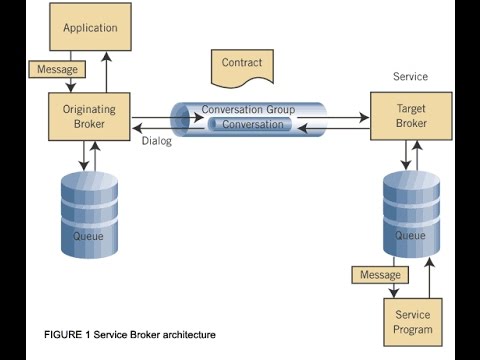 Application
Message
Contract
Service
Originating
Broker
Conversation Group
Conversation
Target
Broker
Dialog
Queue
Queue
Message
Service
Program
FIGURE 1 Service Broker architecture